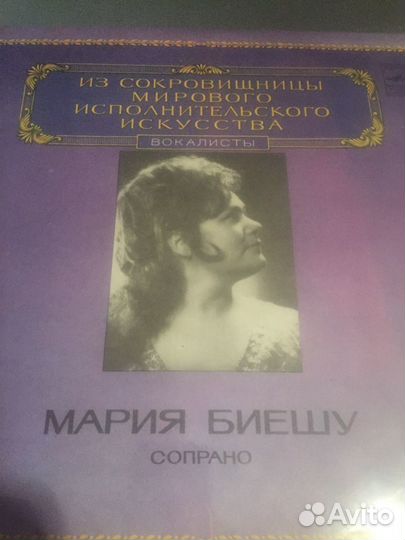 ИЗ СОКРОВИЩНИЦЫ
МИРОВОГО
ИСПОЛНИТЕЛЬСКОГО
ИСКУССТВА
ВОКАЛИСТЫ
МАРИЯ БИЕШУ
СОПРАНО
Avito